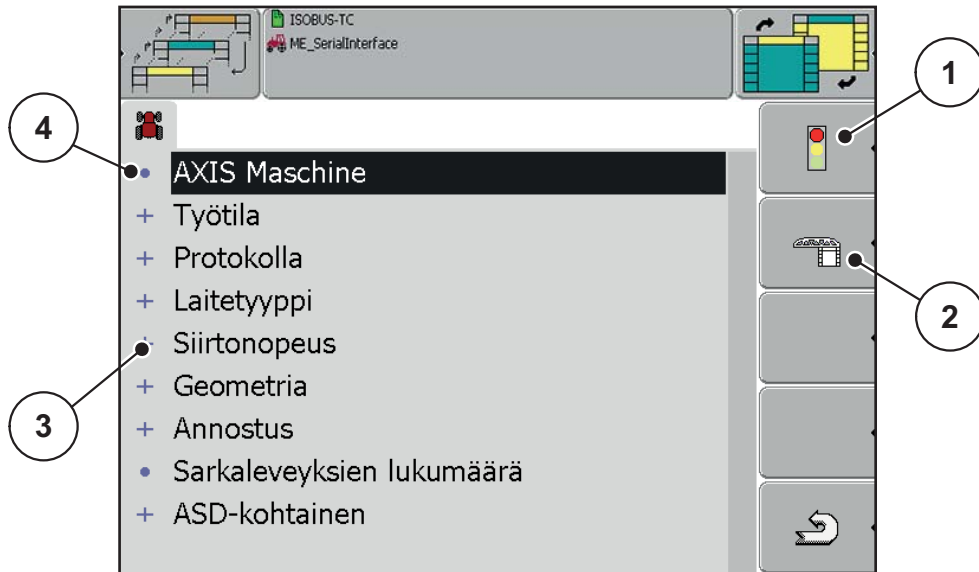 ISOBUS-TC
ME_SerialInterface
1
4
AXIS Maschine
Työtila
Protokolla
2
Laitetyyppi
Siirtonopeus
3
Geometria
Annostus
Sarkaleveyksien lukumäärä
ASD-kohtainen